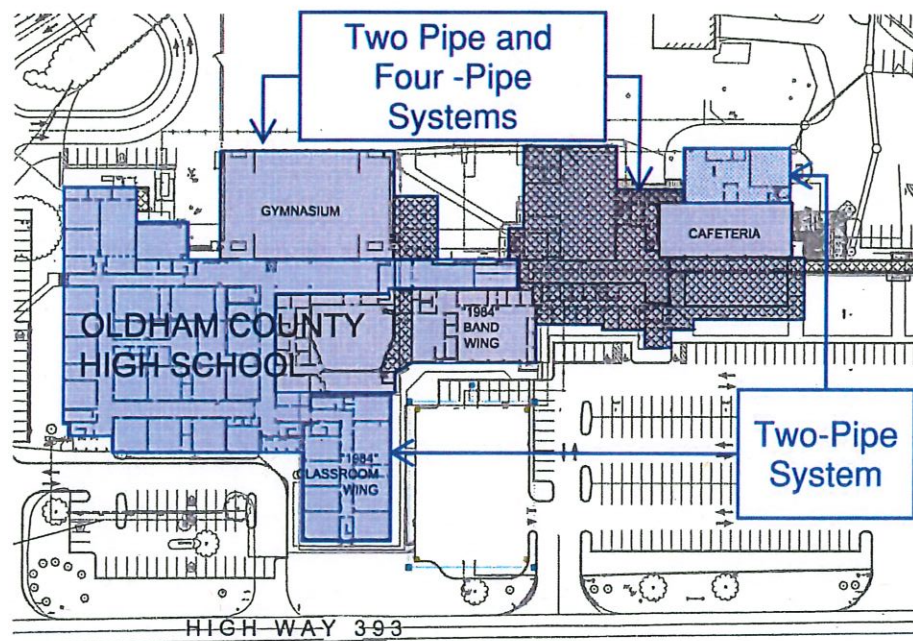 Two Pipe and
Four -Pipe
Systems
GYMNASIUM
CAFETERIA
"1984"
BAND
WING
OLDHAM COUNTY
HIGH SCHOOL
Two-Pipe
System
"1984"
CLASSROOM
WING
HIGH WAY 393